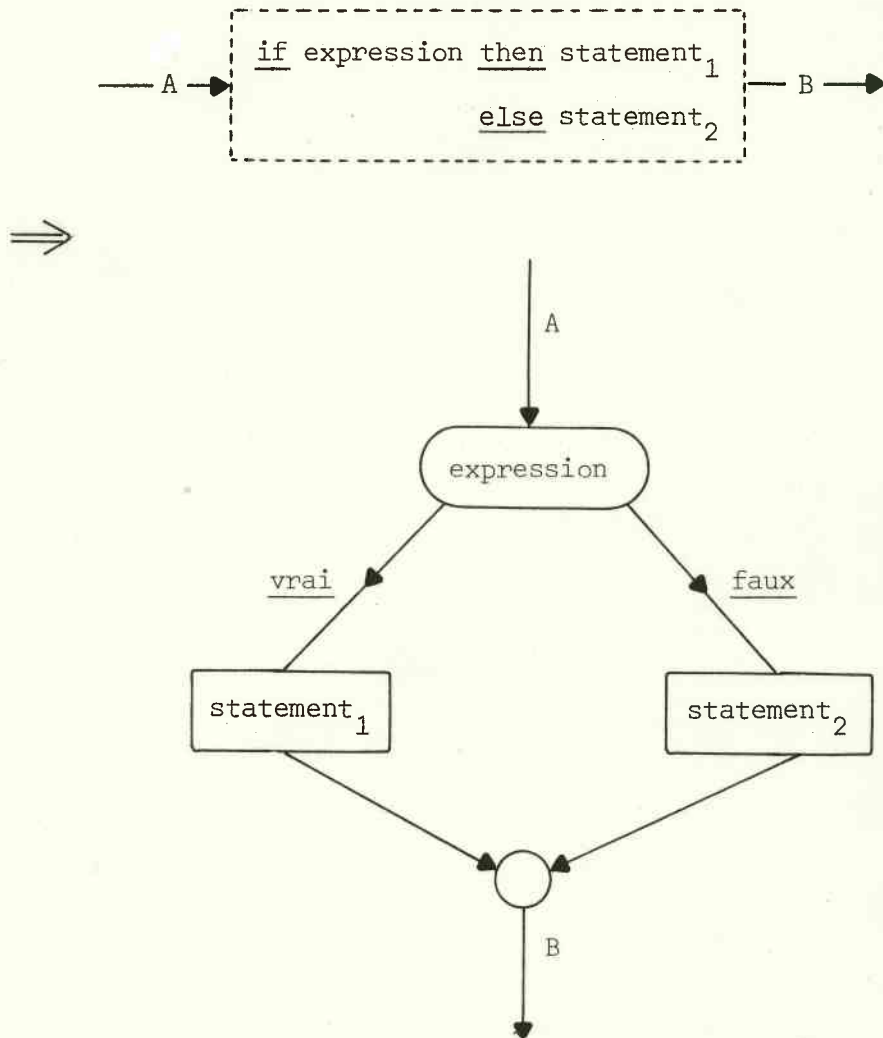 if expression then statement₁
A
B
else statement₂
A
expression
vrai
faux
statement₁
statement₂
B